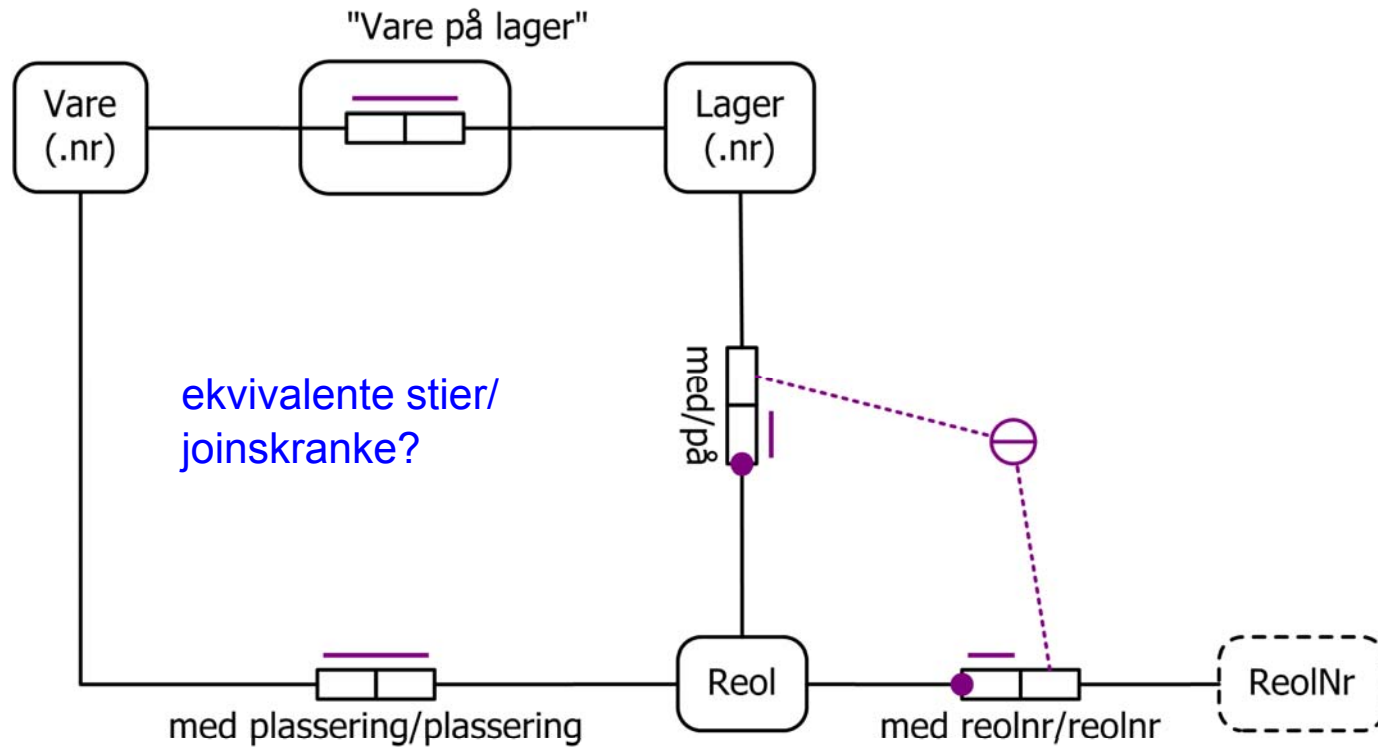 "Vare på lager"
Vare
(.nr)
Lager
(.nr)
ekvivalente stier/
joinskranke?
med/på
Reol
ReolNr
med plassering/plassering
med reolnr/reolnr